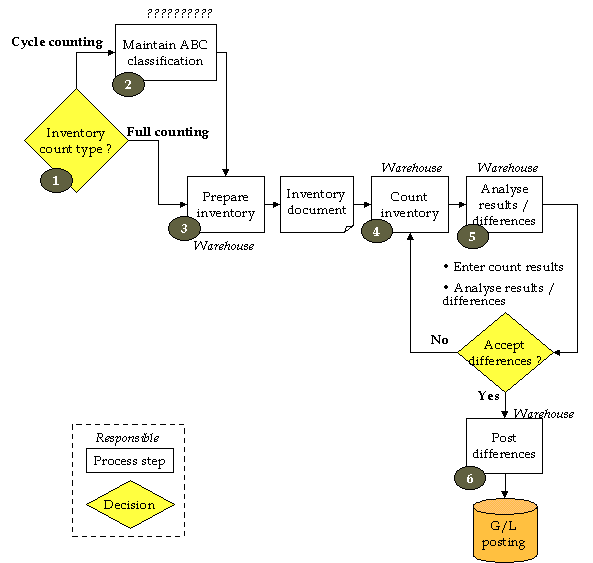 ??????????
Cycle counting
Maintain ABC
classification
2
Inventory
count type ?
1
Full counting
Prepare
inventory
3
Warehouse
Inventory
document
Warehouse
Count
inventory
4
Warehouse
Analyse
results /
differences
5
• Enter count results
• Analyse results /
differences
No
Accept
differences ?
Yes
Warehouse
Post
differences
6
G/L
posting
Responsible
Process step
Decision